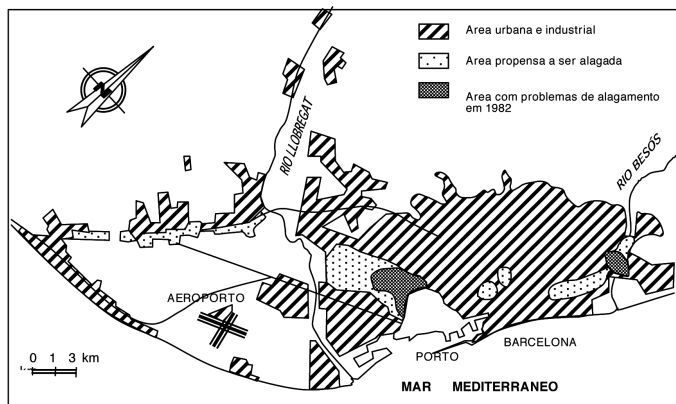 Area urbana e industrial
Area propensa a ser alagada
Area com problemas de alagamento
em 1982
N
RIO LLOBREGAT
RIO BESÓS
AEROPORTO
0 1 3 km
PORTO
BARCELONA
MAR MEDITERRANEO